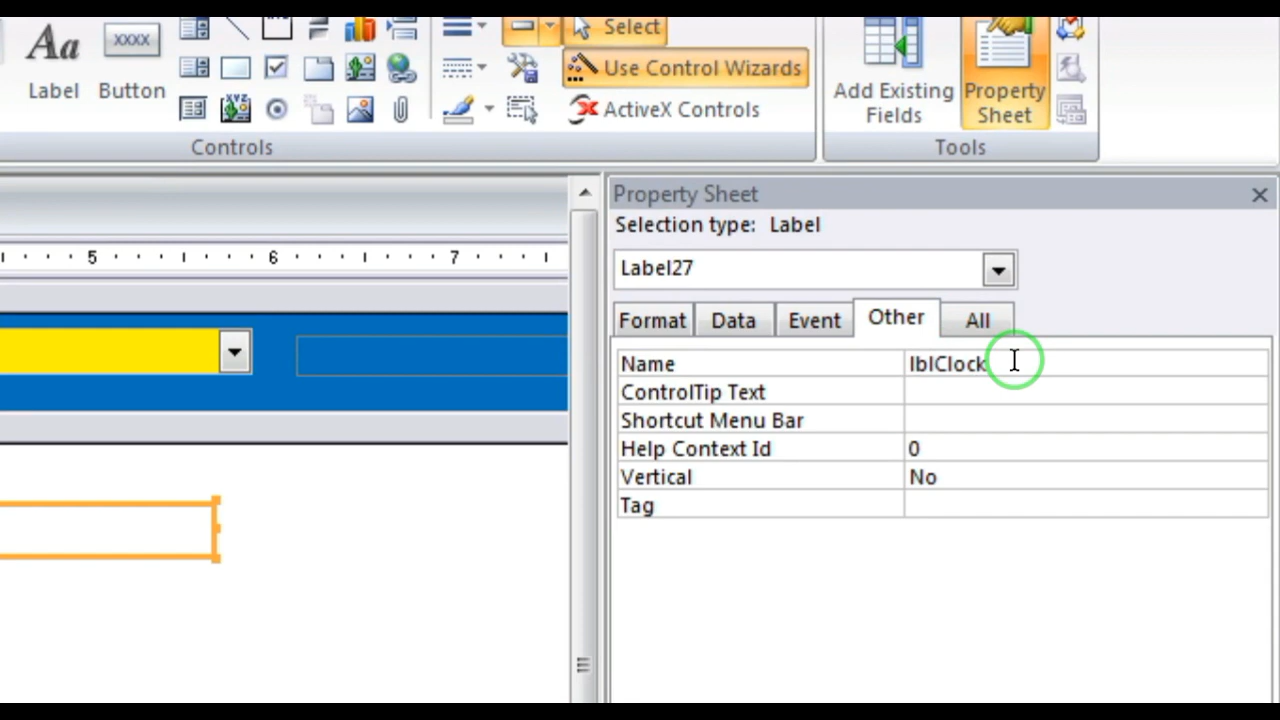 Select
Aa
XXXX
Use Control Wizards
Label
Button
ActiveX Controls
Add Existing Fields
Property Sheet
Controls
Tools
Property Sheet
Selection type: Label
5 6 7
Label27
Format Data Event Other All
Name lblClock
ControlTip Text
Shortcut Menu Bar
Help Context Id 0
Vertical No
Tag